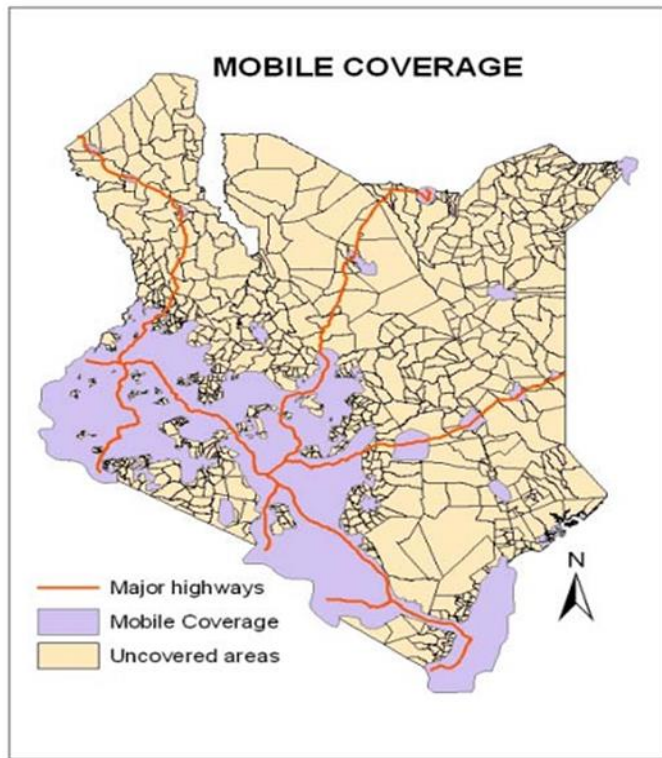 MOBILE COVERAGE
N
Major highways
Mobile Coverage
Uncovered areas